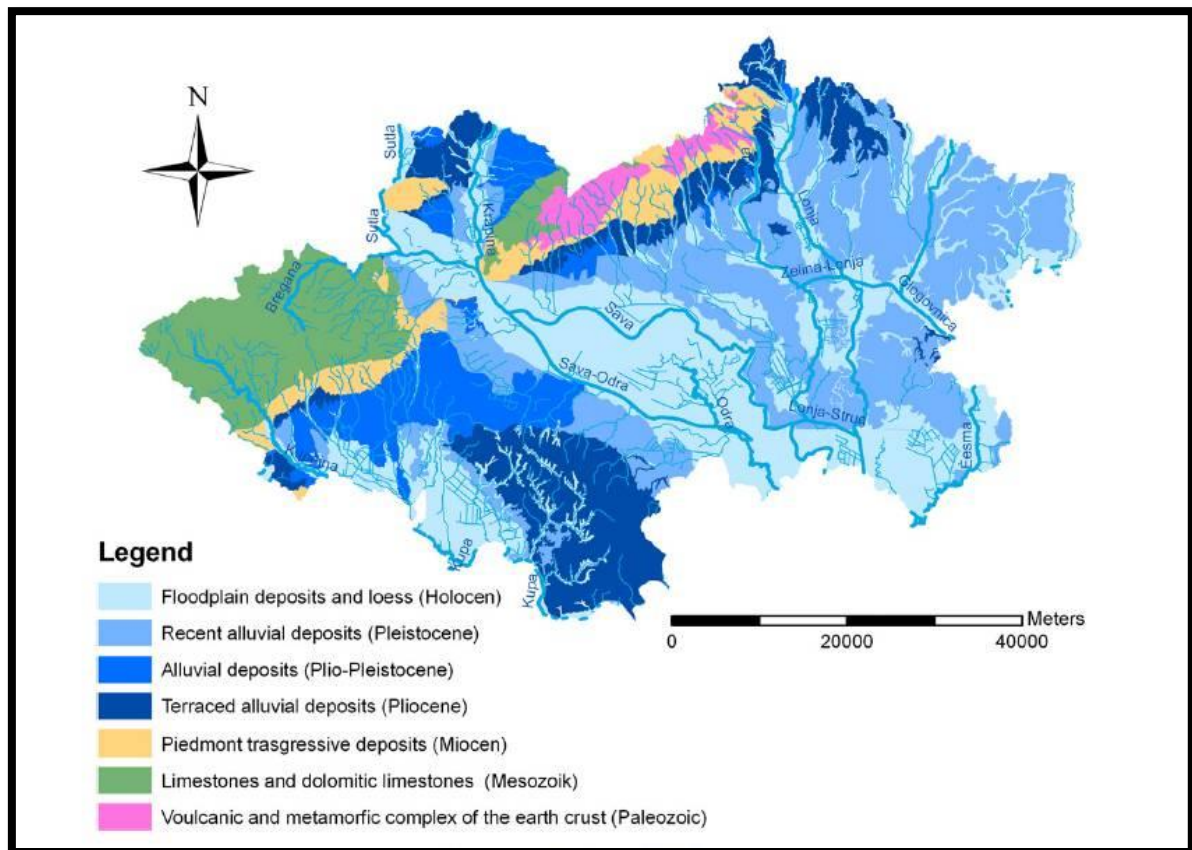 N
Sutla
Sutla
Krapina
Bregana
Lonja
Zelina-Lonja
Glogovnica
Sava
Sava-Odra
Odra
Lonja-Strug
Eesma
Kupa
Kupa
Legend
Floodplain deposits and loess (Holocen)
Recent alluvial deposits (Pleistocene)
Alluvial deposits (Plio-Pleistocene)
Terraced alluvial deposits (Pliocene)
Piedmont trasgressive deposits (Miocen)
Limestones and dolomitic limestones (Mesozoik)
Voulcanic and metamorfic complex of the earth crust (Paleozoic)
Meters
0 20000 40000